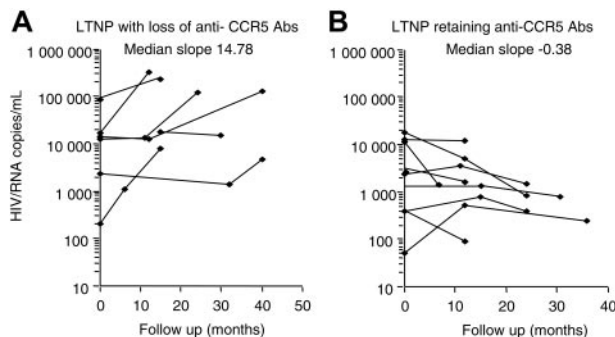 A
LTNP with loss of anti- CCR5 Abs
Median slope 14.78
HIV/RNA copies/mL
1 000 000
100 000
10 000
1 000
100
10
0 10 20 30 40 50
Follow up (months)
B
LTNP retaining anti-CCR5 Abs
Median slope -0.38
1 000 000
100 000
10 000
1 000
100
10
0 10 20 30 40
Follow up (months)